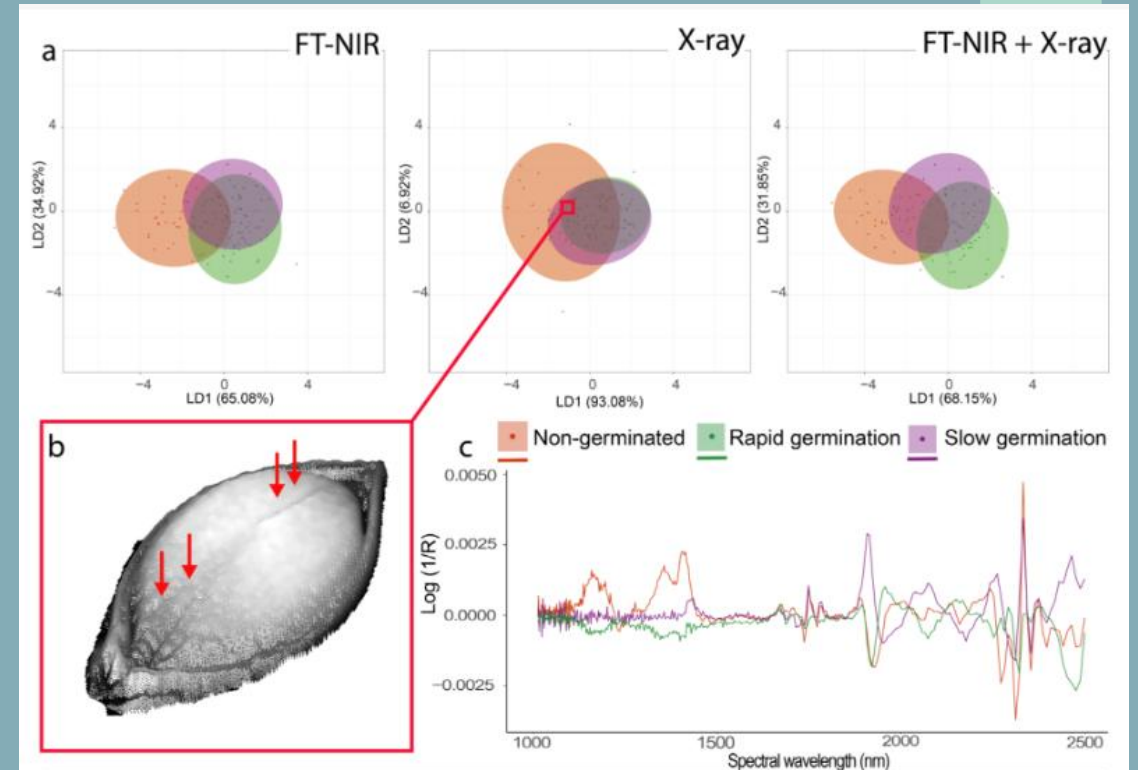 a
FT-NIR
X-ray
FT-NIR + X-ray
4
0
−4
LD2 (34.92%)
−4 0 4
LD1 (65.08%)
4
0
−4
LD2 (6.92%)
−4 0 4
LD1 (93.08%)
4
0
−4
LD2 (31.85%)
−4 0 4
LD1 (68.15%)
b
c
Non-germinated Rapid germination Slow germination
0.0050
0.0025
0.0000
−0.0025
Log (1/R)
1000 1500 2000 2500
Spectral wavelength (nm)